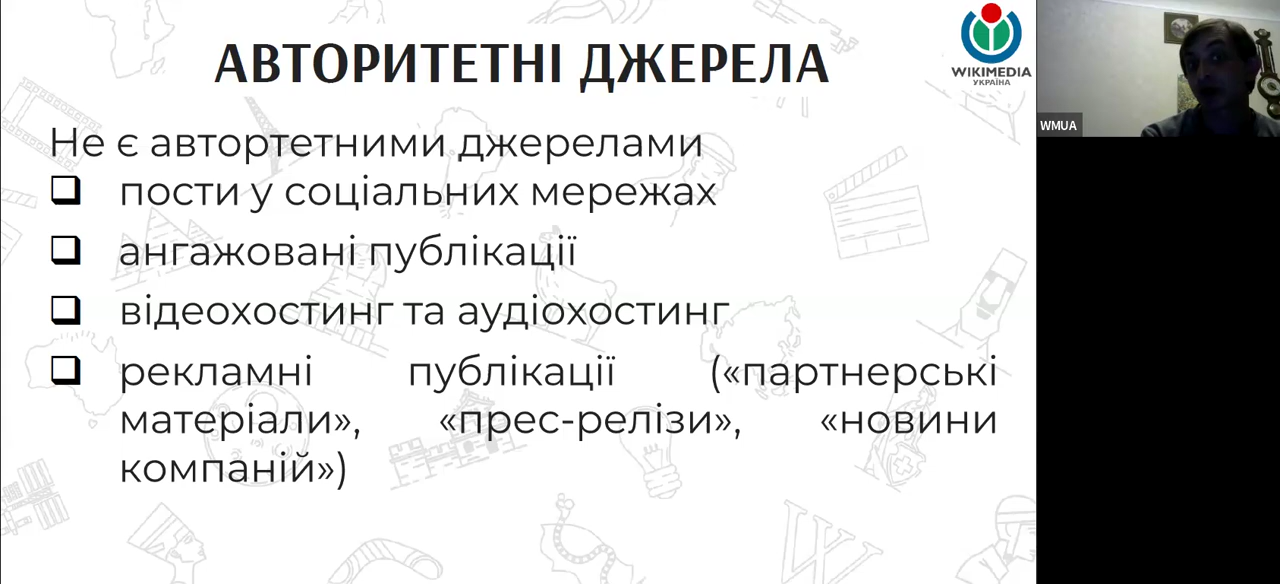 АВТОРИТЕТНІ ДЖЕРЕЛА
WIKIMEDIA
УКРАЇНА
WMUA
Не є автортетними джерелами
❑ пости у соціальних мережах
❑ ангажовані публікації
❑ відеохостинг та аудіохостинг
❑ рекламні публікації («партнерські
матеріали», «прес-релізи», «новини
компаній»)